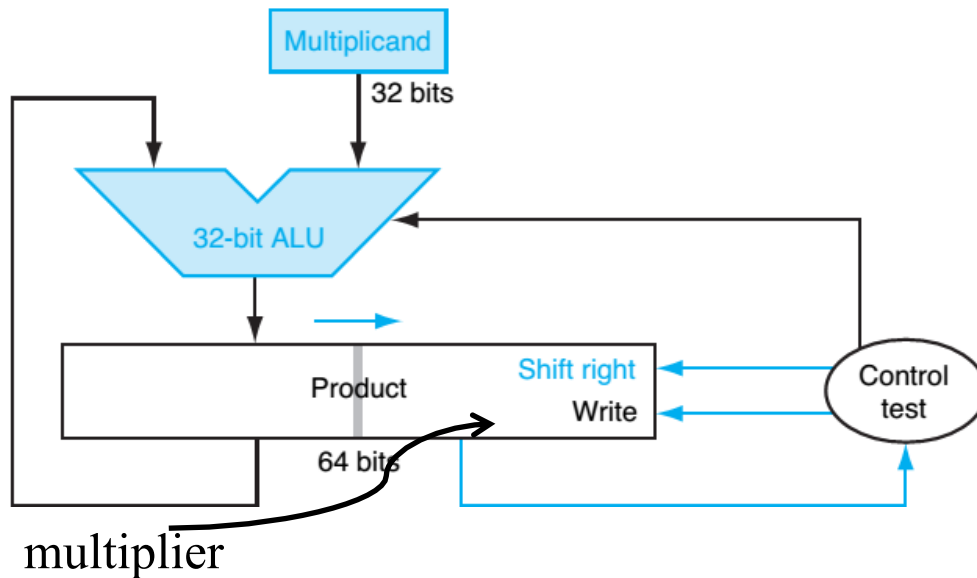 Multiplicand
32 bits
32-bit ALU
Product
Shift right
Write
Control
test
64 bits
multiplier